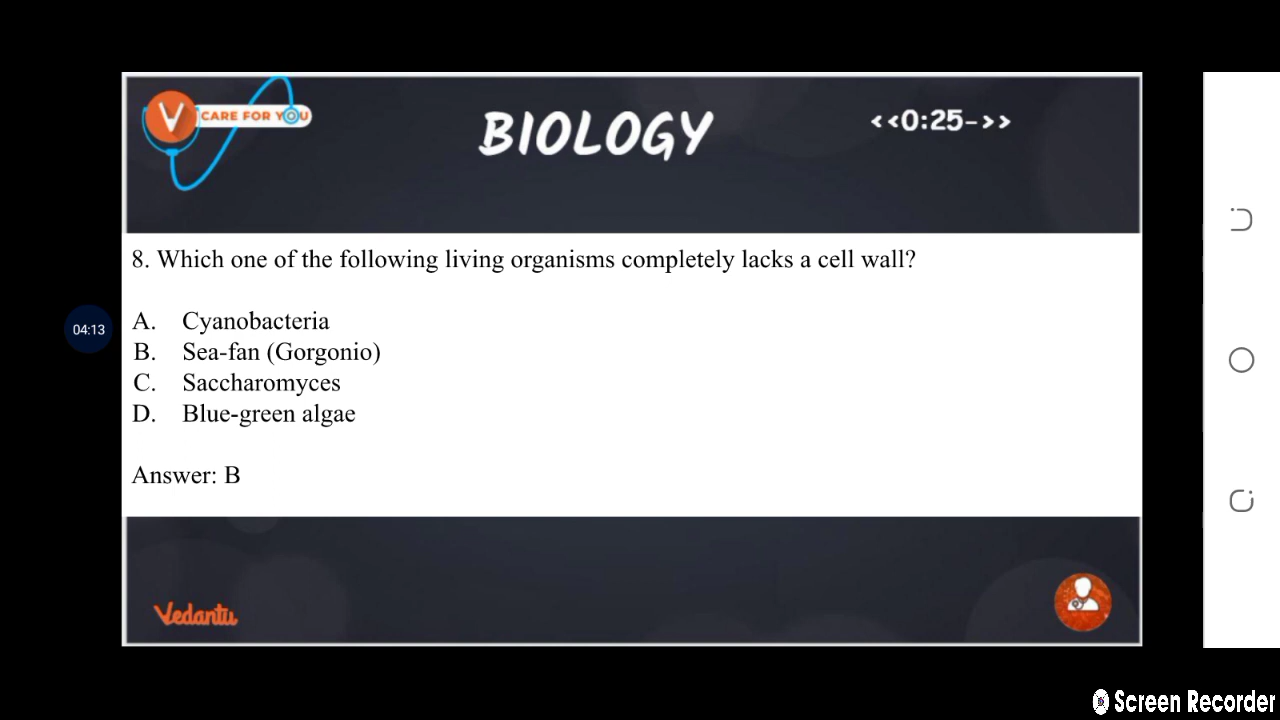 V CARE FOR YOU
BIOLOGY
<<0:25->>
8. Which one of the following living organisms completely lacks a cell wall?
04:13
A. Cyanobacteria
B. Sea-fan (Gorgonio)
C. Saccharomyces
D. Blue-green algae
Answer: B
Vedantu
Screen Recorder